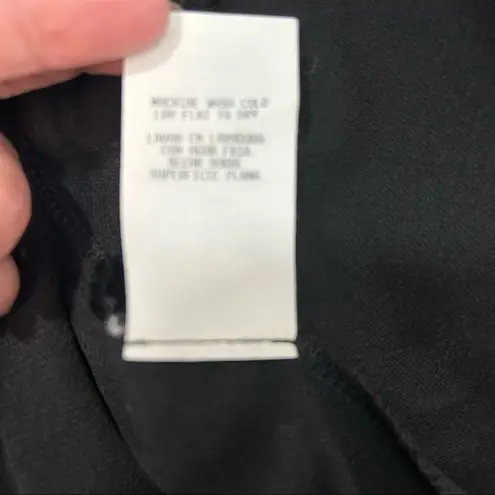 MACHINE WASH COLD
LAY FLAT TO DRY.
LAVAR EN LAVADORA
CON AGUA FRIA
SECAR SOBRE
SUPERFICIE PLANA